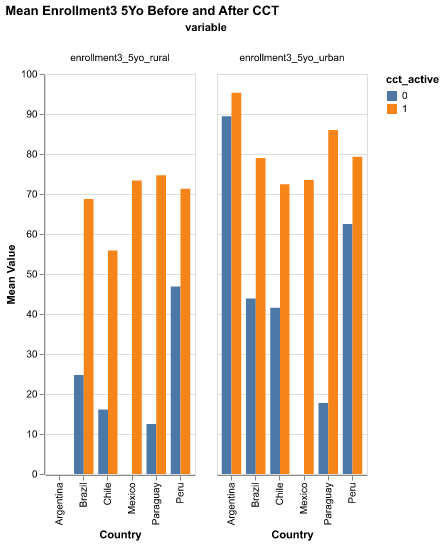 Mean Enrollment3 5Yo Before and After CCT
variable
enrollment3_5yo_rural
enrollment3_5yo_urban
cct_active
0
1
100
90
80
70
60
50
40
30
20
10
0
Mean Value
Argentina
Brazil
Chile
Mexico
Paraguay
Peru
Argentina
Brazil
Chile
Mexico
Paraguay
Peru
Country
Country